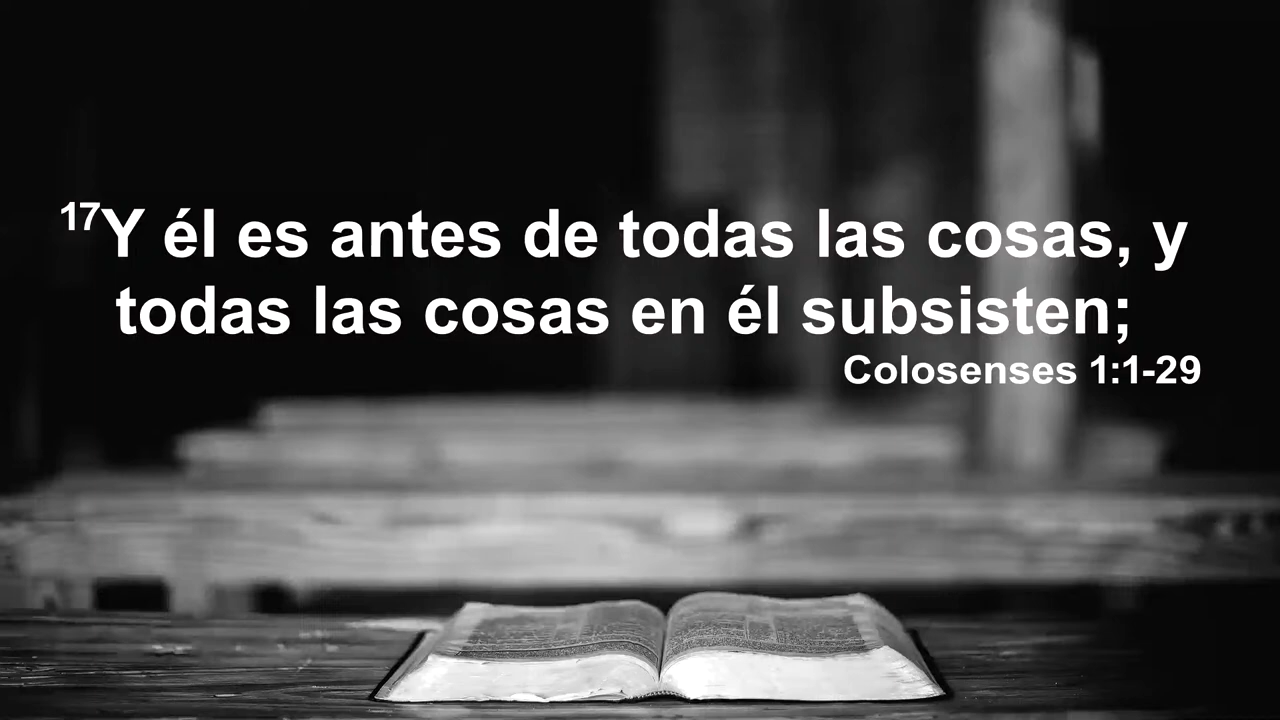 17Y él es antes de todas las cosas, y
todas las cosas en él subsisten;
Colosenses 1:1-29